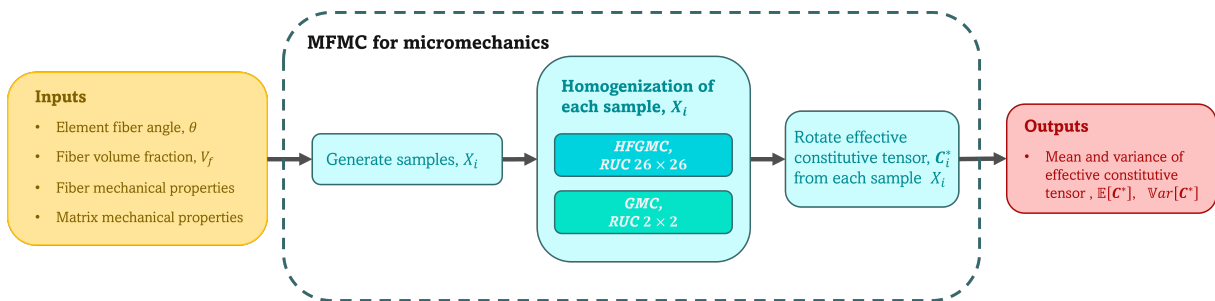 MFMC for micromechanics
Inputs
• Element fiber angle, θ
• Fiber volume fraction, V_f
• Fiber mechanical properties
• Matrix mechanical properties
Generate samples, X_i
Homogenization of
each sample, X_i
HFGMC,
RUC 26 × 26
GMC,
RUC 2 × 2
Rotate effective
constitutive tensor, C_i^*
from each sample X_i
Outputs
• Mean and variance of
effective constitutive
tensor , 𝔼[C^*], 𝕍ar[C^*]